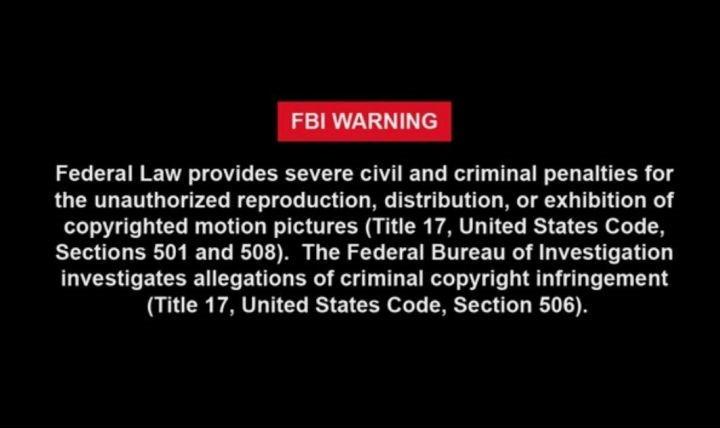 FBI WARNING
Federal Law provides severe civil and criminal penalties for
the unauthorized reproduction, distribution, or exhibition of
copyrighted motion pictures (Title 17, United States Code,
Sections 501 and 508).  The Federal Bureau of Investigation
investigates allegations of criminal copyright infringement
(Title 17, United States Code, Section 506).